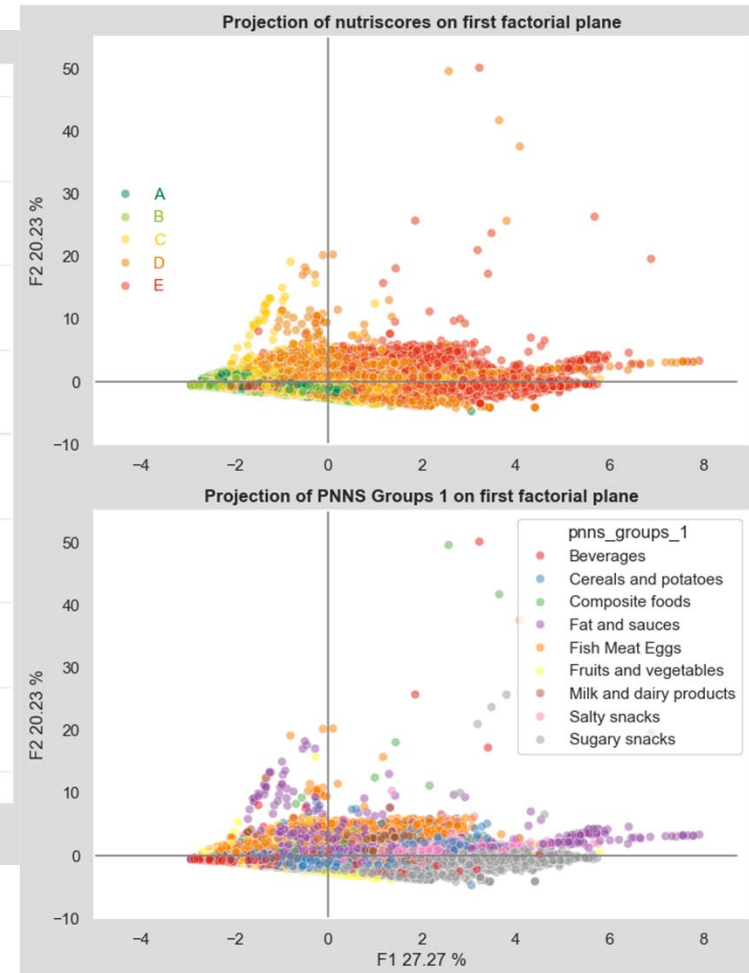 Projection of nutriscores on first factorial plane
50
40
30
20
10
0
−10
F2 20.23 %
A
B
C
D
E
−4 −2 0 2 4 6 8
Projection of PNNS Groups 1 on first factorial plane
50
40
30
20
10
0
−10
F2 20.23 %
pnns_groups_1
Beverages
Cereals and potatoes
Composite foods
Fat and sauces
Fish Meat Eggs
Fruits and vegetables
Milk and dairy products
Salty snacks
Sugary snacks
−4 −2 0 2 4 6 8
F1 27.27 %